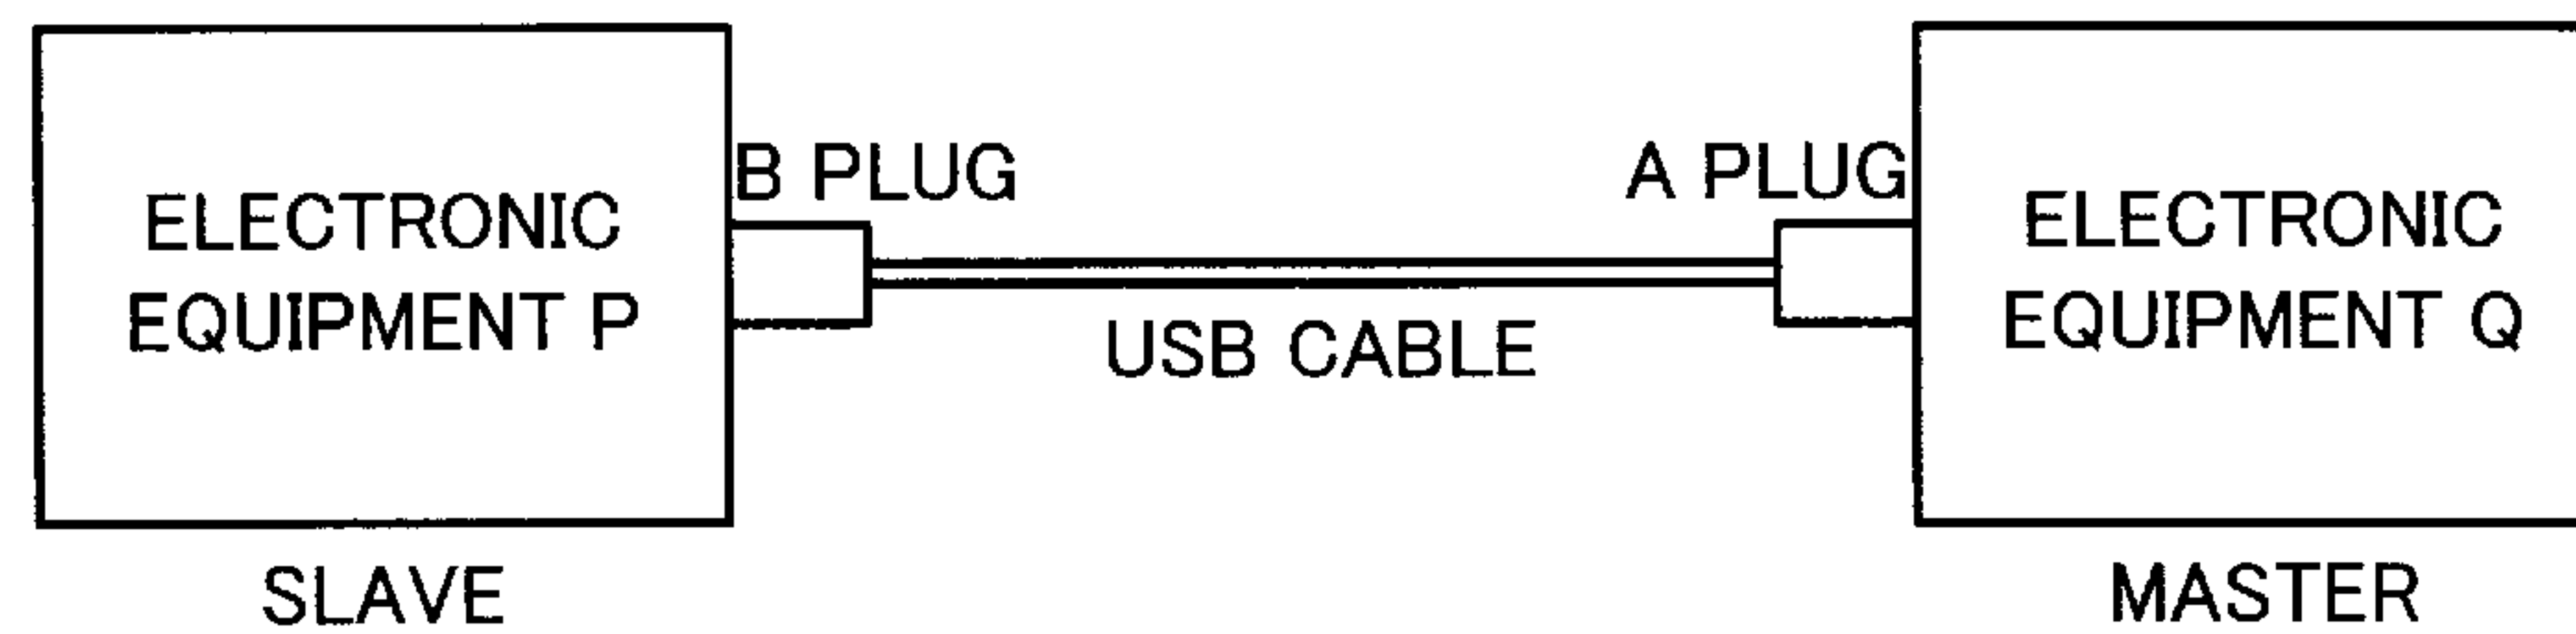 ELECTRONIC
EQUIPMENT P
B PLUG
USB CABLE
A PLUG
ELECTRONIC
EQUIPMENT Q
SLAVE
MASTER